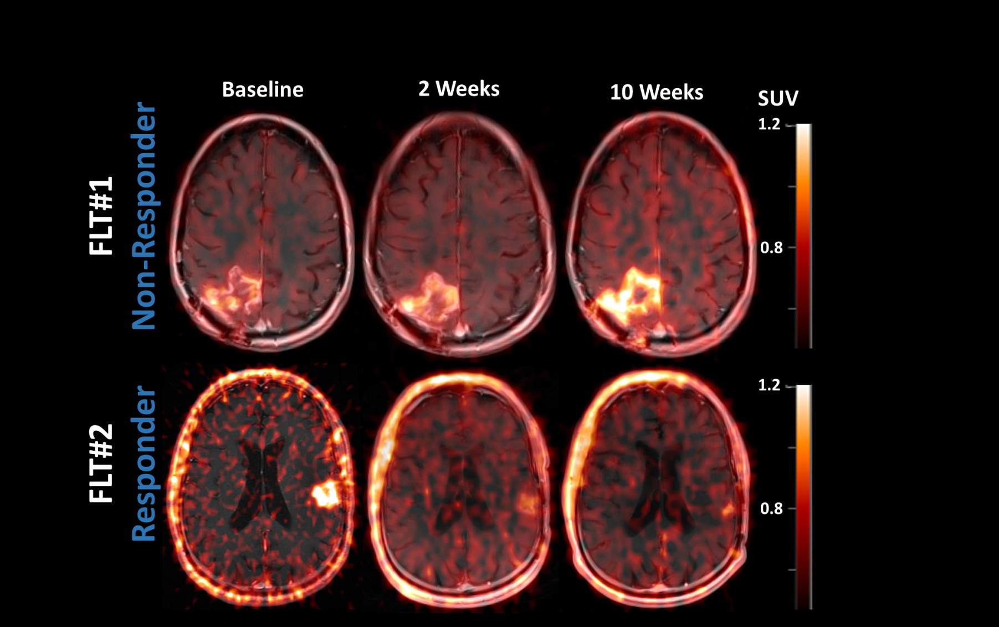 Baseline
2 Weeks
10 Weeks
SUV
FLT#1
Non-Responder
1.2
0.8
FLT#2
Responder
1.2
0.8